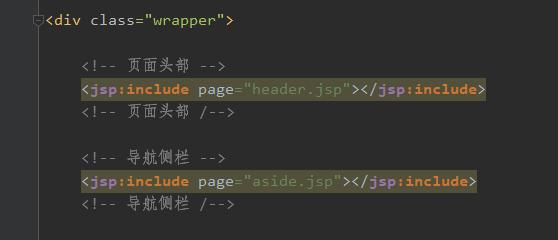 <div class="wrapper">
<!-- 页面头部 -->
<jsp:include page="header.jsp"></jsp:include>
<!-- 页面头部 /-->
<!-- 导航侧栏 -->
<jsp:include page="aside.jsp"></jsp:include>
<!-- 导航侧栏 /-->